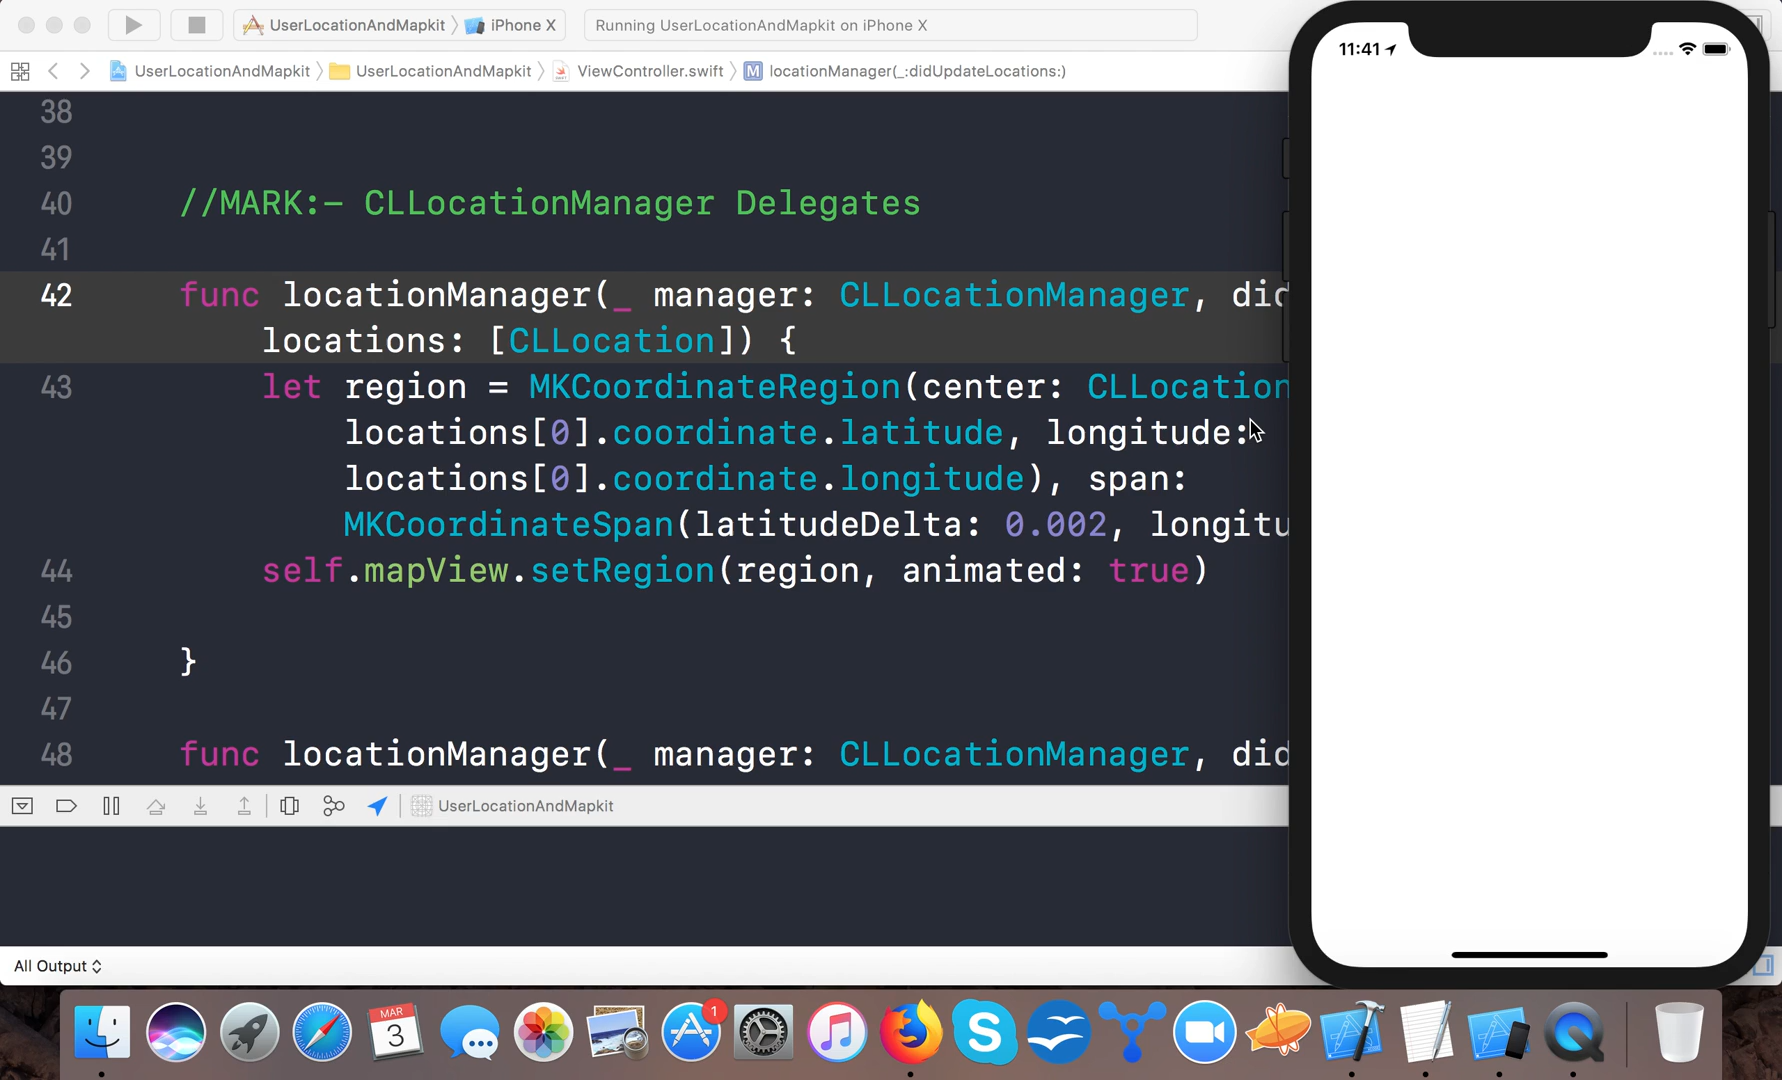 UserLocationAndMapkit iPhone X Running UserLocationAndMapkit on iPhone X
UserLocationAndMapkit UserLocationAndMapkit ViewController.swift M locationManager(_:didUpdateLocations:)
38
39
40 //MARK:- CLLocationManager Delegates
41
42 func locationManager(_ manager: CLLocationManager, did
locations: [CLLocation]) {
43 let region = MKCoordinateRegion(center: CLLocation
locations[0].coordinate.latitude, longitude:
locations[0].coordinate.longitude), span:
MKCoordinateSpan(latitudeDelta: 0.002, longitu
44 self.mapView.setRegion(region, animated: true)
45
46 }
47
48 func locationManager(_ manager: CLLocationManager, did
UserLocationAndMapkit
All Output
11:41
MAR
3
1